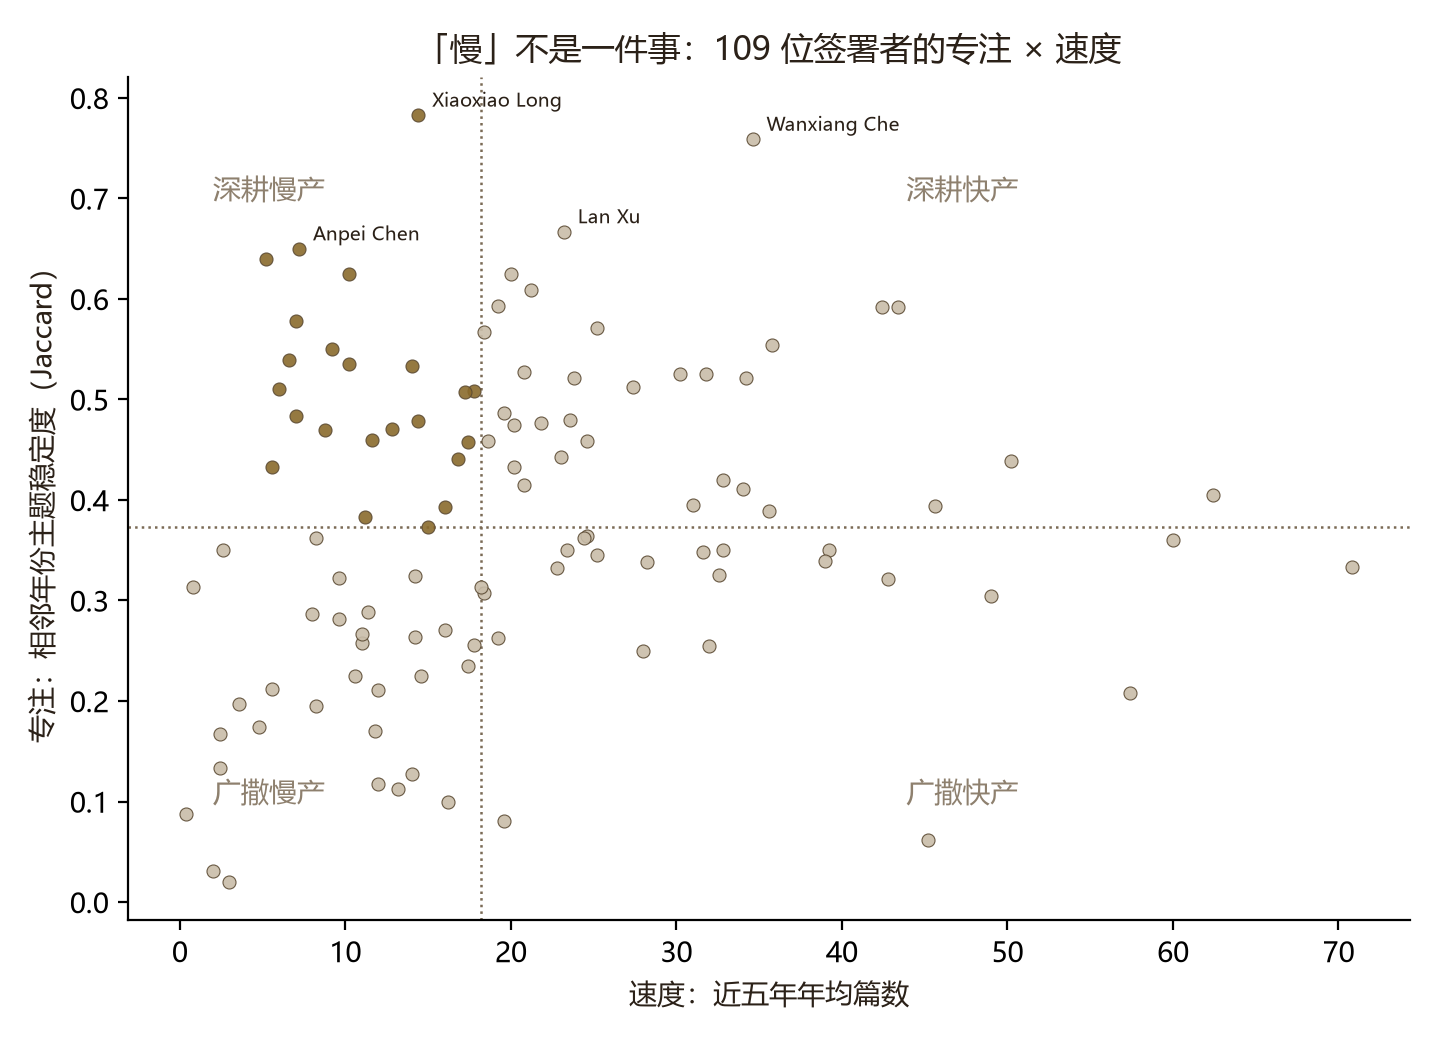 「慢」不是一件事：109 位签署者的专注 × 速度
Xiaoxiao Long
Wanxiang Che
深耕慢产
深耕快产
Lan Xu
Anpei Chen
广撒慢产
广撒快产
专注：相邻年份主题稳定度（Jaccard）
0.8
0.7
0.6
0.5
0.4
0.3
0.2
0.1
0.0
0 10 20 30 40 50 60 70
速度：近五年年均篇数